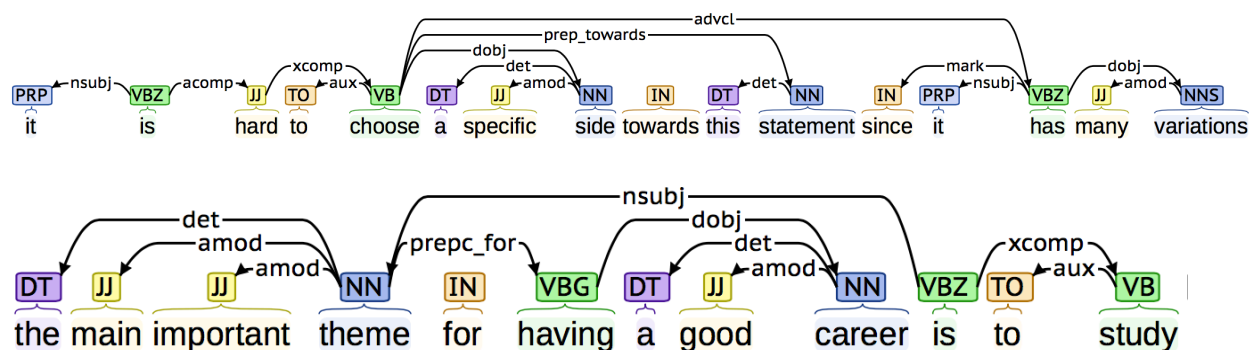 advcl
prep_towards
dobj
xcomp det mark dobj
nsubj acomp aux amod det nsubj amod
PRP VBZ JJ TO VB DT JJ NN IN DT NN IN PRP VBZ JJ NNS
it is hard to choose a specific side towards this statement since it has many variations
nsubj
det dobj
amod prepc_for det xcomp
amod amod aux
DT JJ JJ NN IN VBG DT JJ NN VBZ TO VB
the main important theme for having a good career is to study